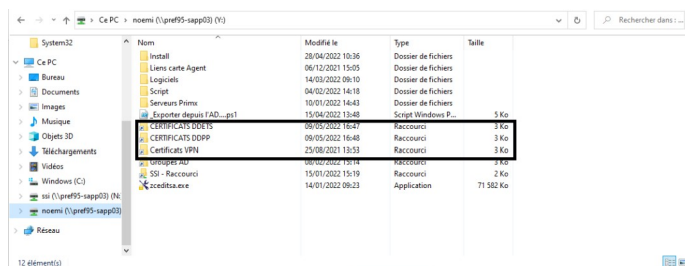 Ce PC > noemi (\\pref95-sapp03) (Y:)
Rechercher dans : ...
System32
Ce PC
Bureau
Documents
Images
Musique
Objets 3D
Téléchargements
Vidéos
Windows (C:)
ssi (\\pref95-sapp03) (N:
noemi (\\pref95-sapp03)
Réseau
Nom Modifié le Type Taille
Install 28/04/2022 10:36 Dossier de fichiers
Liens carte Agent 06/12/2021 15:05 Dossier de fichiers
Logiciels 14/03/2022 09:10 Dossier de fichiers
Script 04/02/2022 14:18 Dossier de fichiers
Serveurs Primx 10/01/2022 14:43 Dossier de fichiers
_Exporter depuis l'AD....ps1 15/04/2022 13:48 Script Windows P... 5 Ko
CERTIFICATS DDETS 09/05/2022 16:47 Raccourci 3 Ko
CERTIFICATS DDPP 09/05/2022 16:48 Raccourci 3 Ko
Certificats VPN 25/08/2021 13:53 Raccourci 3 Ko
Groupes AD 08/02/2022 15:14 Raccourci 3 Ko
SSI - Raccourci 15/01/2022 15:19 Raccourci 2 Ko
zceditsa.exe 14/01/2022 09:23 Application 71 582 Ko
12 élément(s)